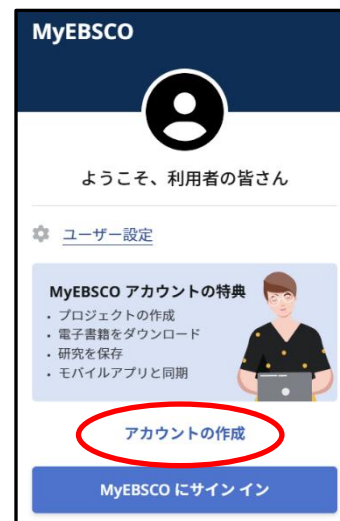 MyEBSCO
ようこそ、利用者の皆さん
ユーザー設定
MyEBSCO アカウントの特典
・ プロジェクトの作成
・ 電子書籍をダウンロード
・ 研究を保存
・ モバイルアプリと同期
アカウントの作成
MyEBSCO にサイン イン